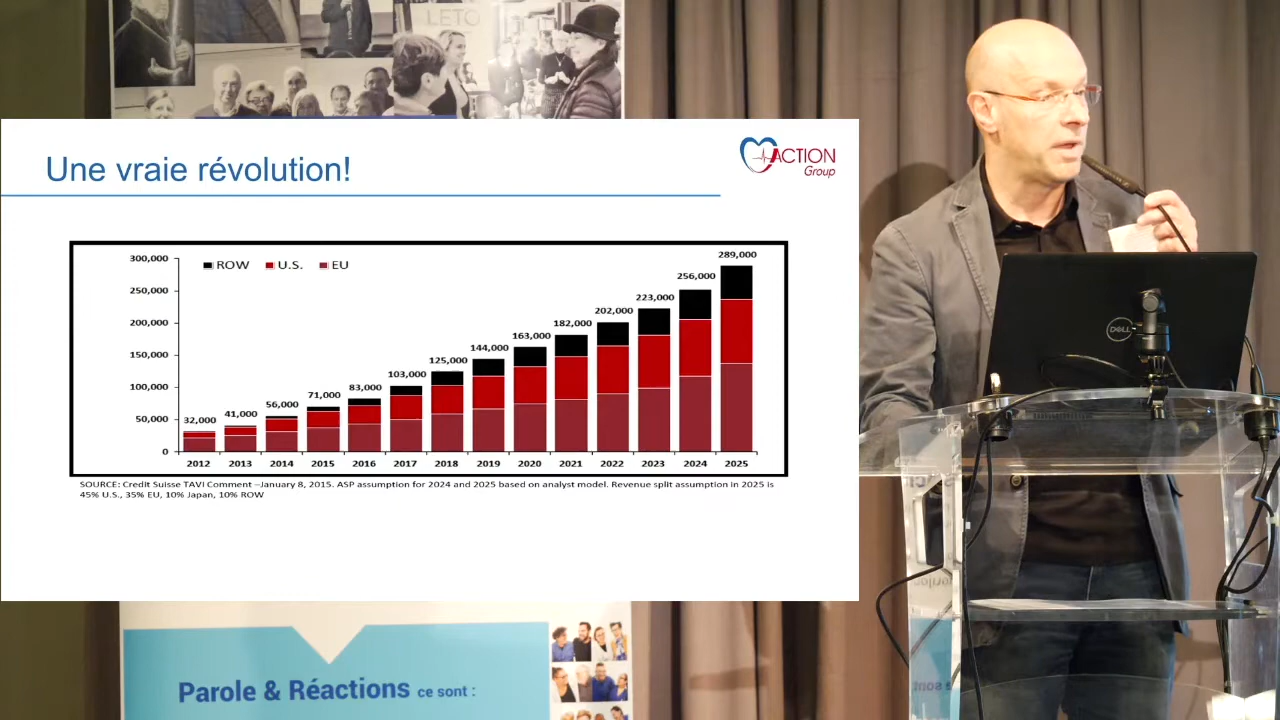 LETO
Une vraie révolution!
ACTION
Group
ROW U.S. EU
300,000
250,000
200,000
150,000
100,000
50,000
0
32,000
41,000
56,000
71,000
83,000
103,000
125,000
144,000
163,000
182,000
202,000
223,000
256,000
289,000
2012 2013 2014 2015 2016 2017 2018 2019 2020 2021 2022 2023 2024 2025
SOURCE: Credit Suisse TAVI Comment –January 8, 2015. ASP assumption for 2024 and 2025 based on analyst model. Revenue split assumption in 2025 is
45% U.S., 35% EU, 10% Japan, 10% ROW
DELL
Parole & Réactions ce sont :